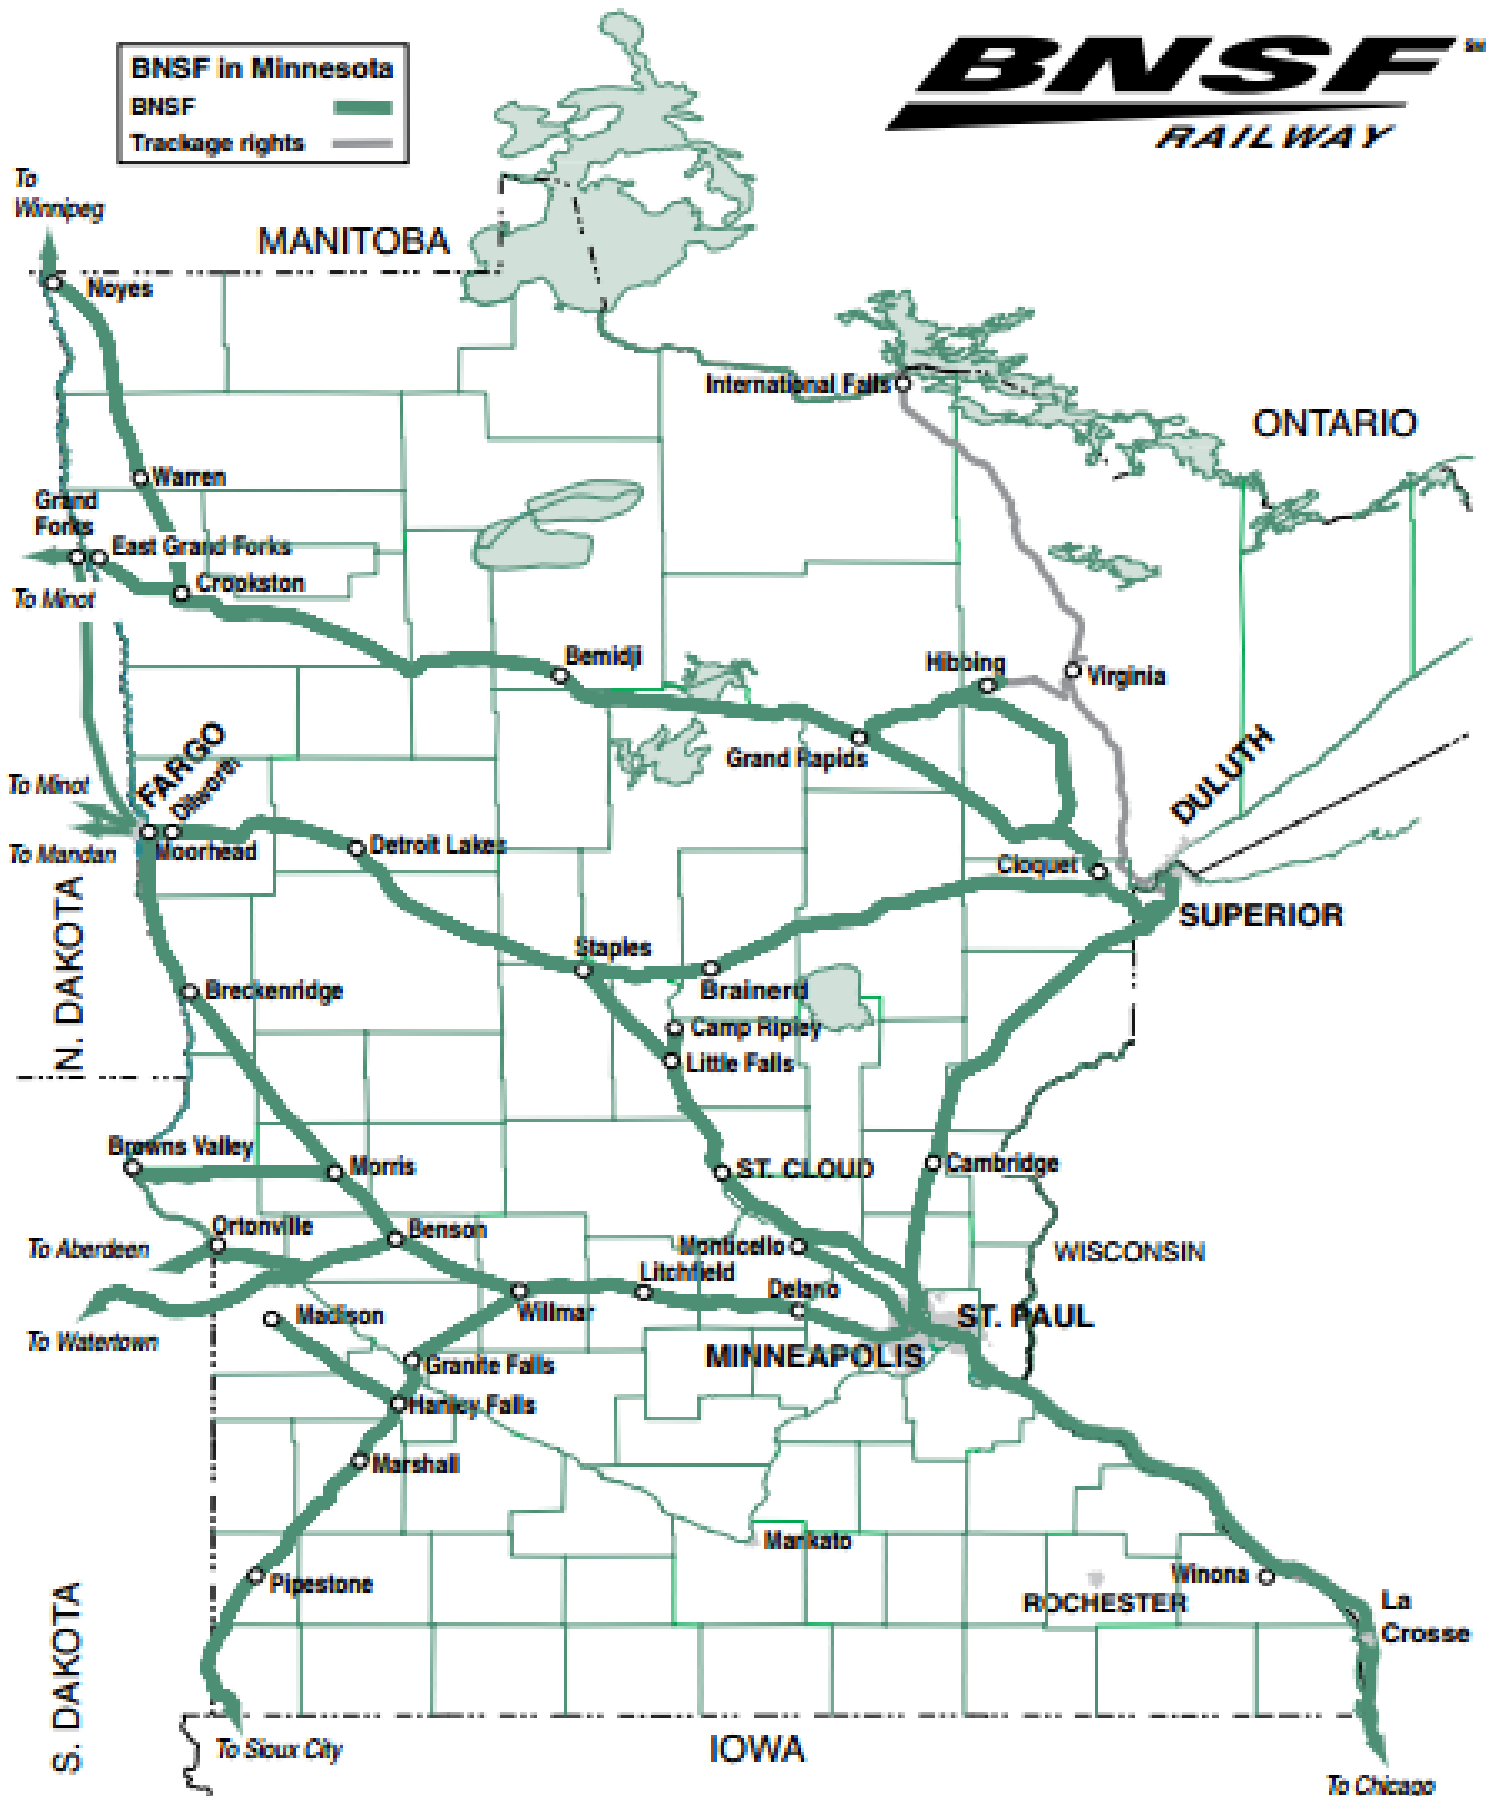 BNSF in Minnesota
BNSF
Trackage rights
BNSF
SM
RAILWAY
To
Winnipeg
MANITOBA
Noyes
International Falls
ONTARIO
Warren
Grand
Forks
East Grand Forks
Crookston
To Minot
Bemidji
Hibbing
Virginia
Grand Rapids
FARGO
Dilworth
DULUTH
To Minot
To Mandan
Moorhead
Detroit Lakes
Cloquet
SUPERIOR
N. DAKOTA
Staples
Breckenridge
Brainerd
Camp Ripley
Little Falls
Browns Valley
Morris
ST. CLOUD
Cambridge
Ortonville
Benson
To Aberdeen
Monticello
WISCONSIN
Litchfield
Delano
Madison
Willmar
ST. PAUL
To Watertown
MINNEAPOLIS
Granite Falls
Hanley Falls
Marshall
Mankato
Pipestone
Winona
ROCHESTER
La
Crosse
S. DAKOTA
To Sioux City
IOWA
To Chicago